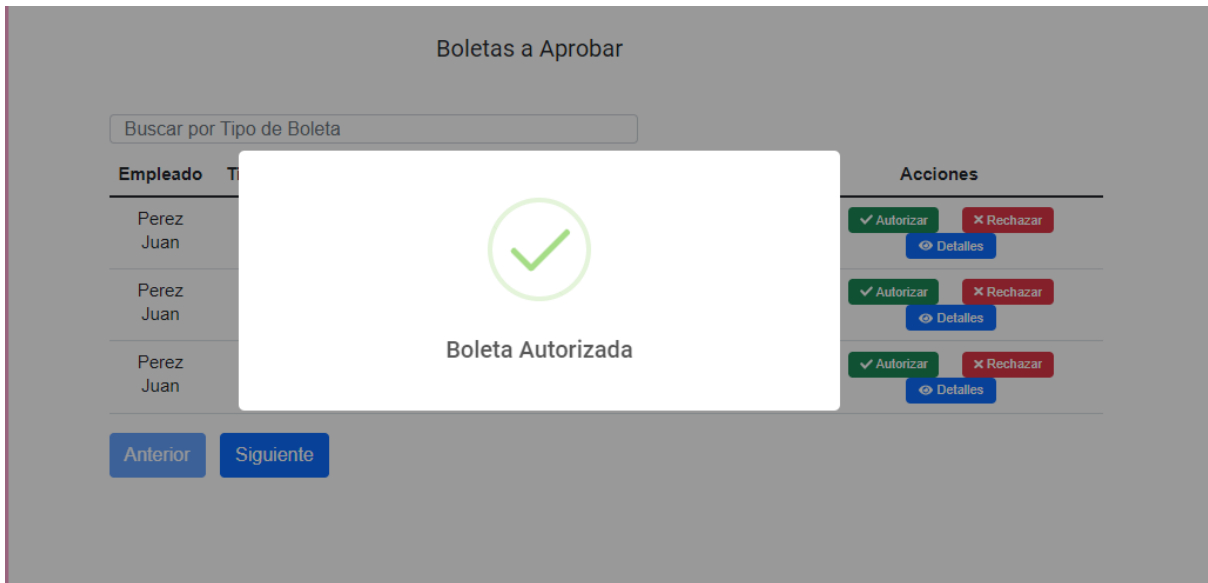 Boletas a Aprobar
Buscar por Tipo de Boleta
Empleado Acciones
Perez Juan Autorizar Rechazar
Detalles
Perez Juan Autorizar Rechazar
Detalles
Perez Juan Autorizar Rechazar
Detalles
Boleta Autorizada
Anterior Siguiente